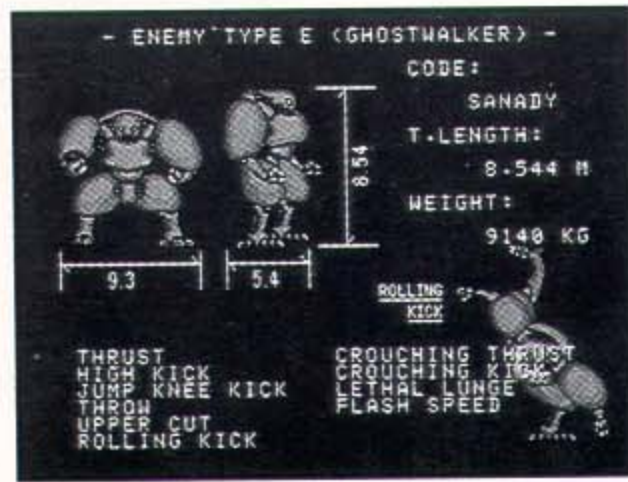 - ENEMY TYPE E (GHOSTWALKER) -
CODE:
SANADY
T.LENGTH:
8.544 M
WEIGHT:
9140 KG
8.54
9.3
5.4
ROLLING
KICK
THRUST
HIGH KICK
JUMP KNEE KICK
THROW
UPPER CUT
ROLLING KICK
CROUCHING THRUST
CROUCHING KICK
LETHAL LUNGE
FLASH SPEED